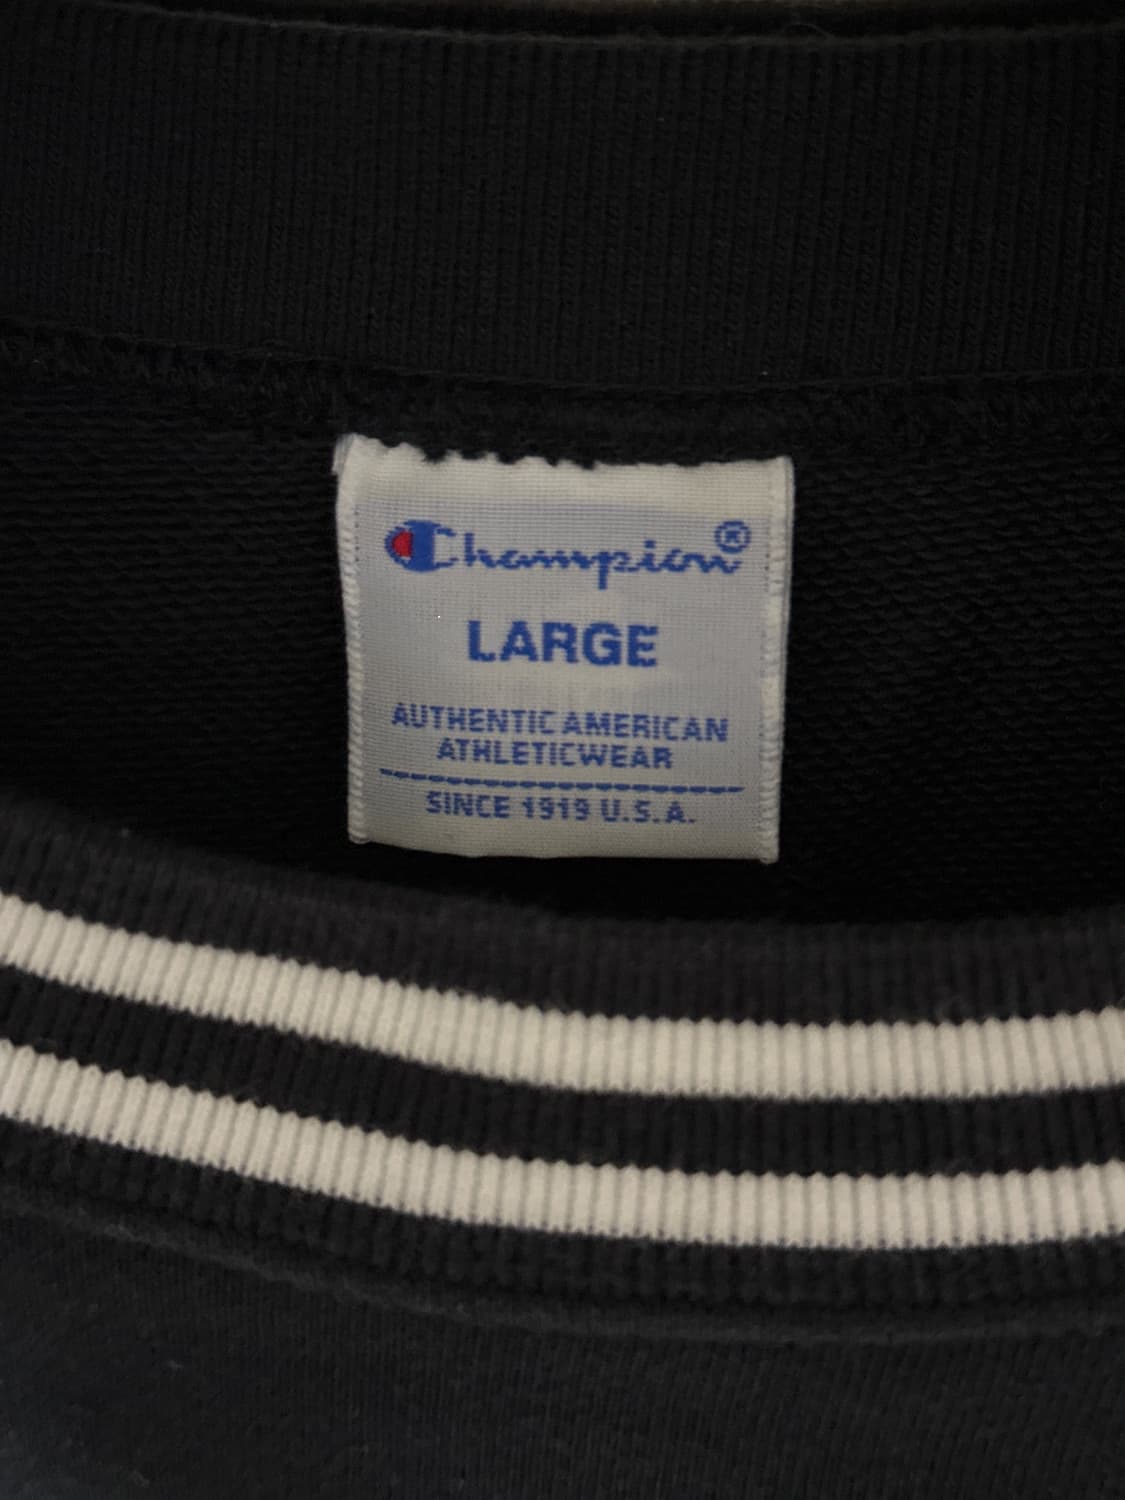 Champion®
LARGE
AUTHENTIC AMERICAN
ATHLETICWEAR
SINCE 1919 U.S.A.